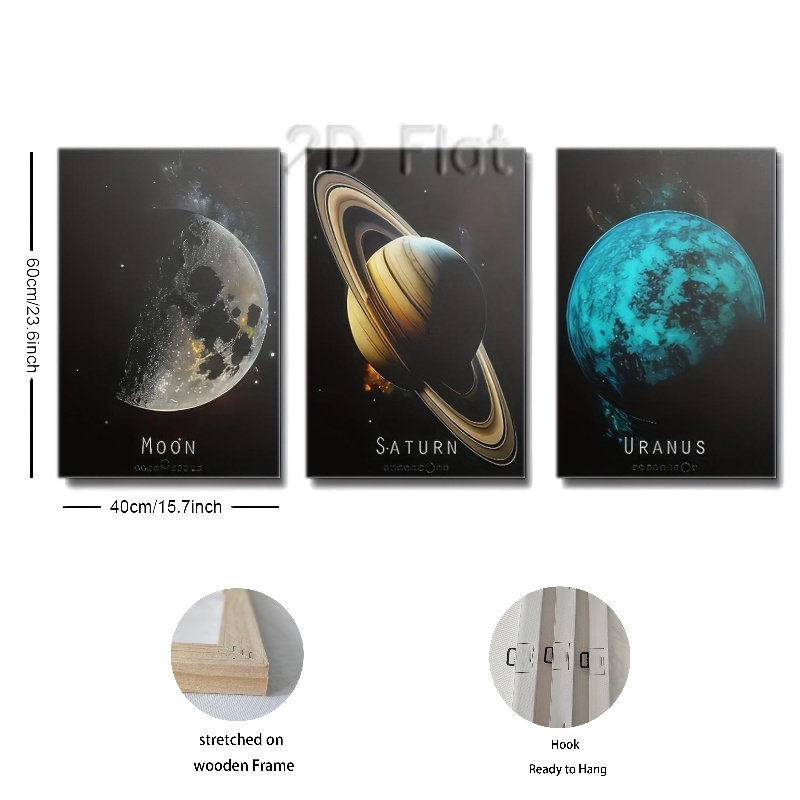 2D Flat
60cm/23.6inch
MOON
SATURN
URANUS
40cm/15.7inch
stretched on
wooden Frame
Hook
Ready to Hang